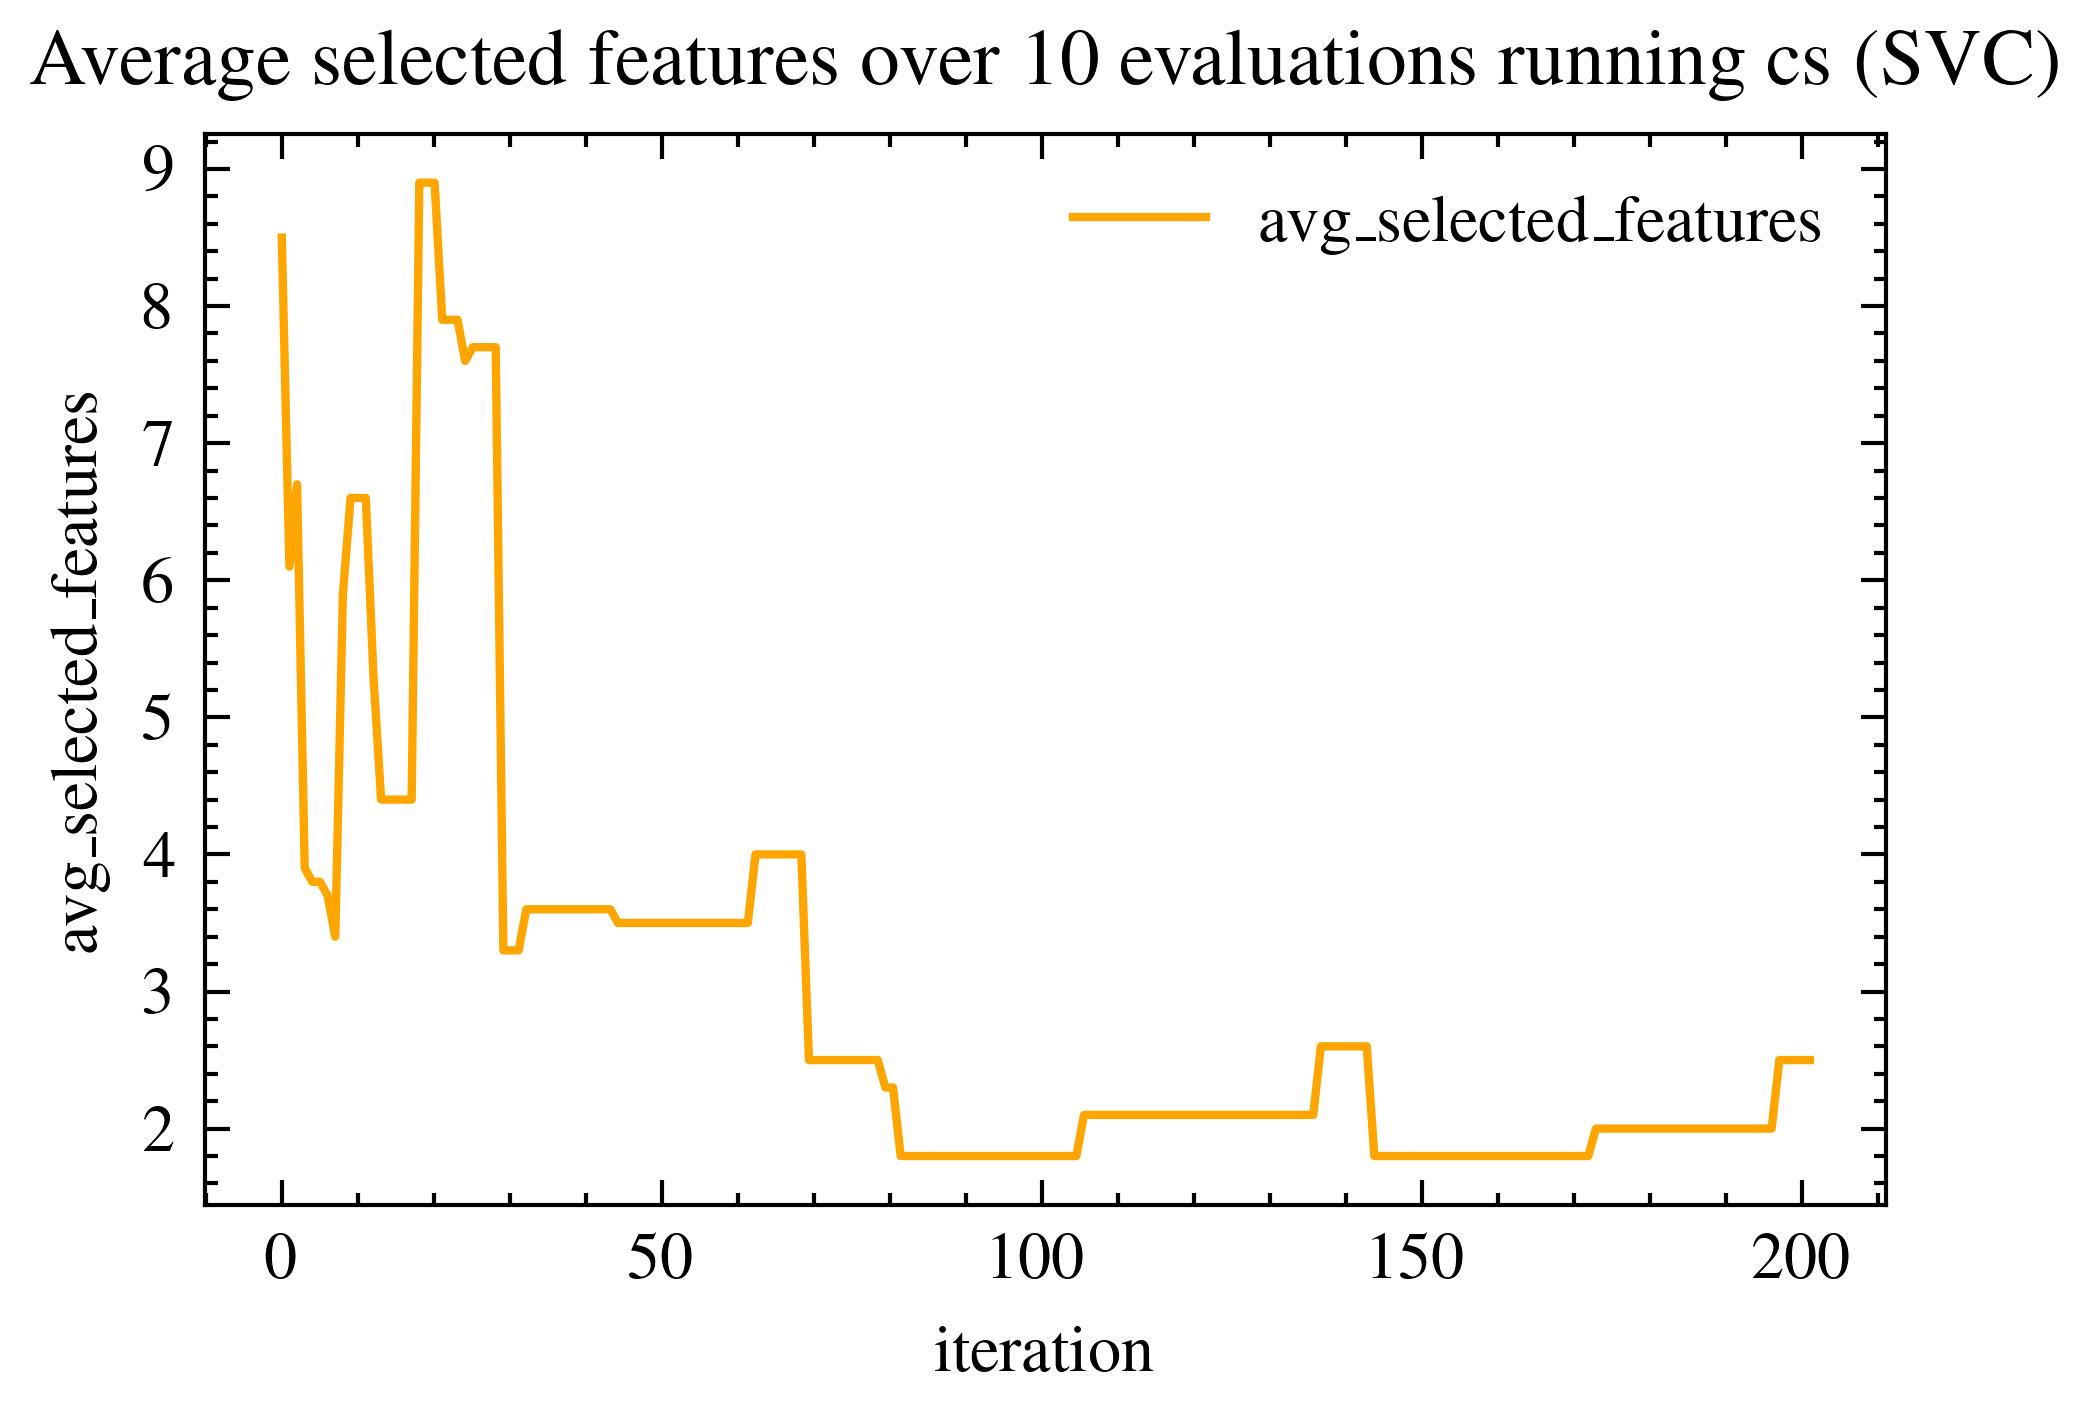 Average selected features over 10 evaluations running cs (SVC)
avg_selected_features
avg_selected_features
9
8
7
6
5
4
3
2
0 50 100 150 200
iteration